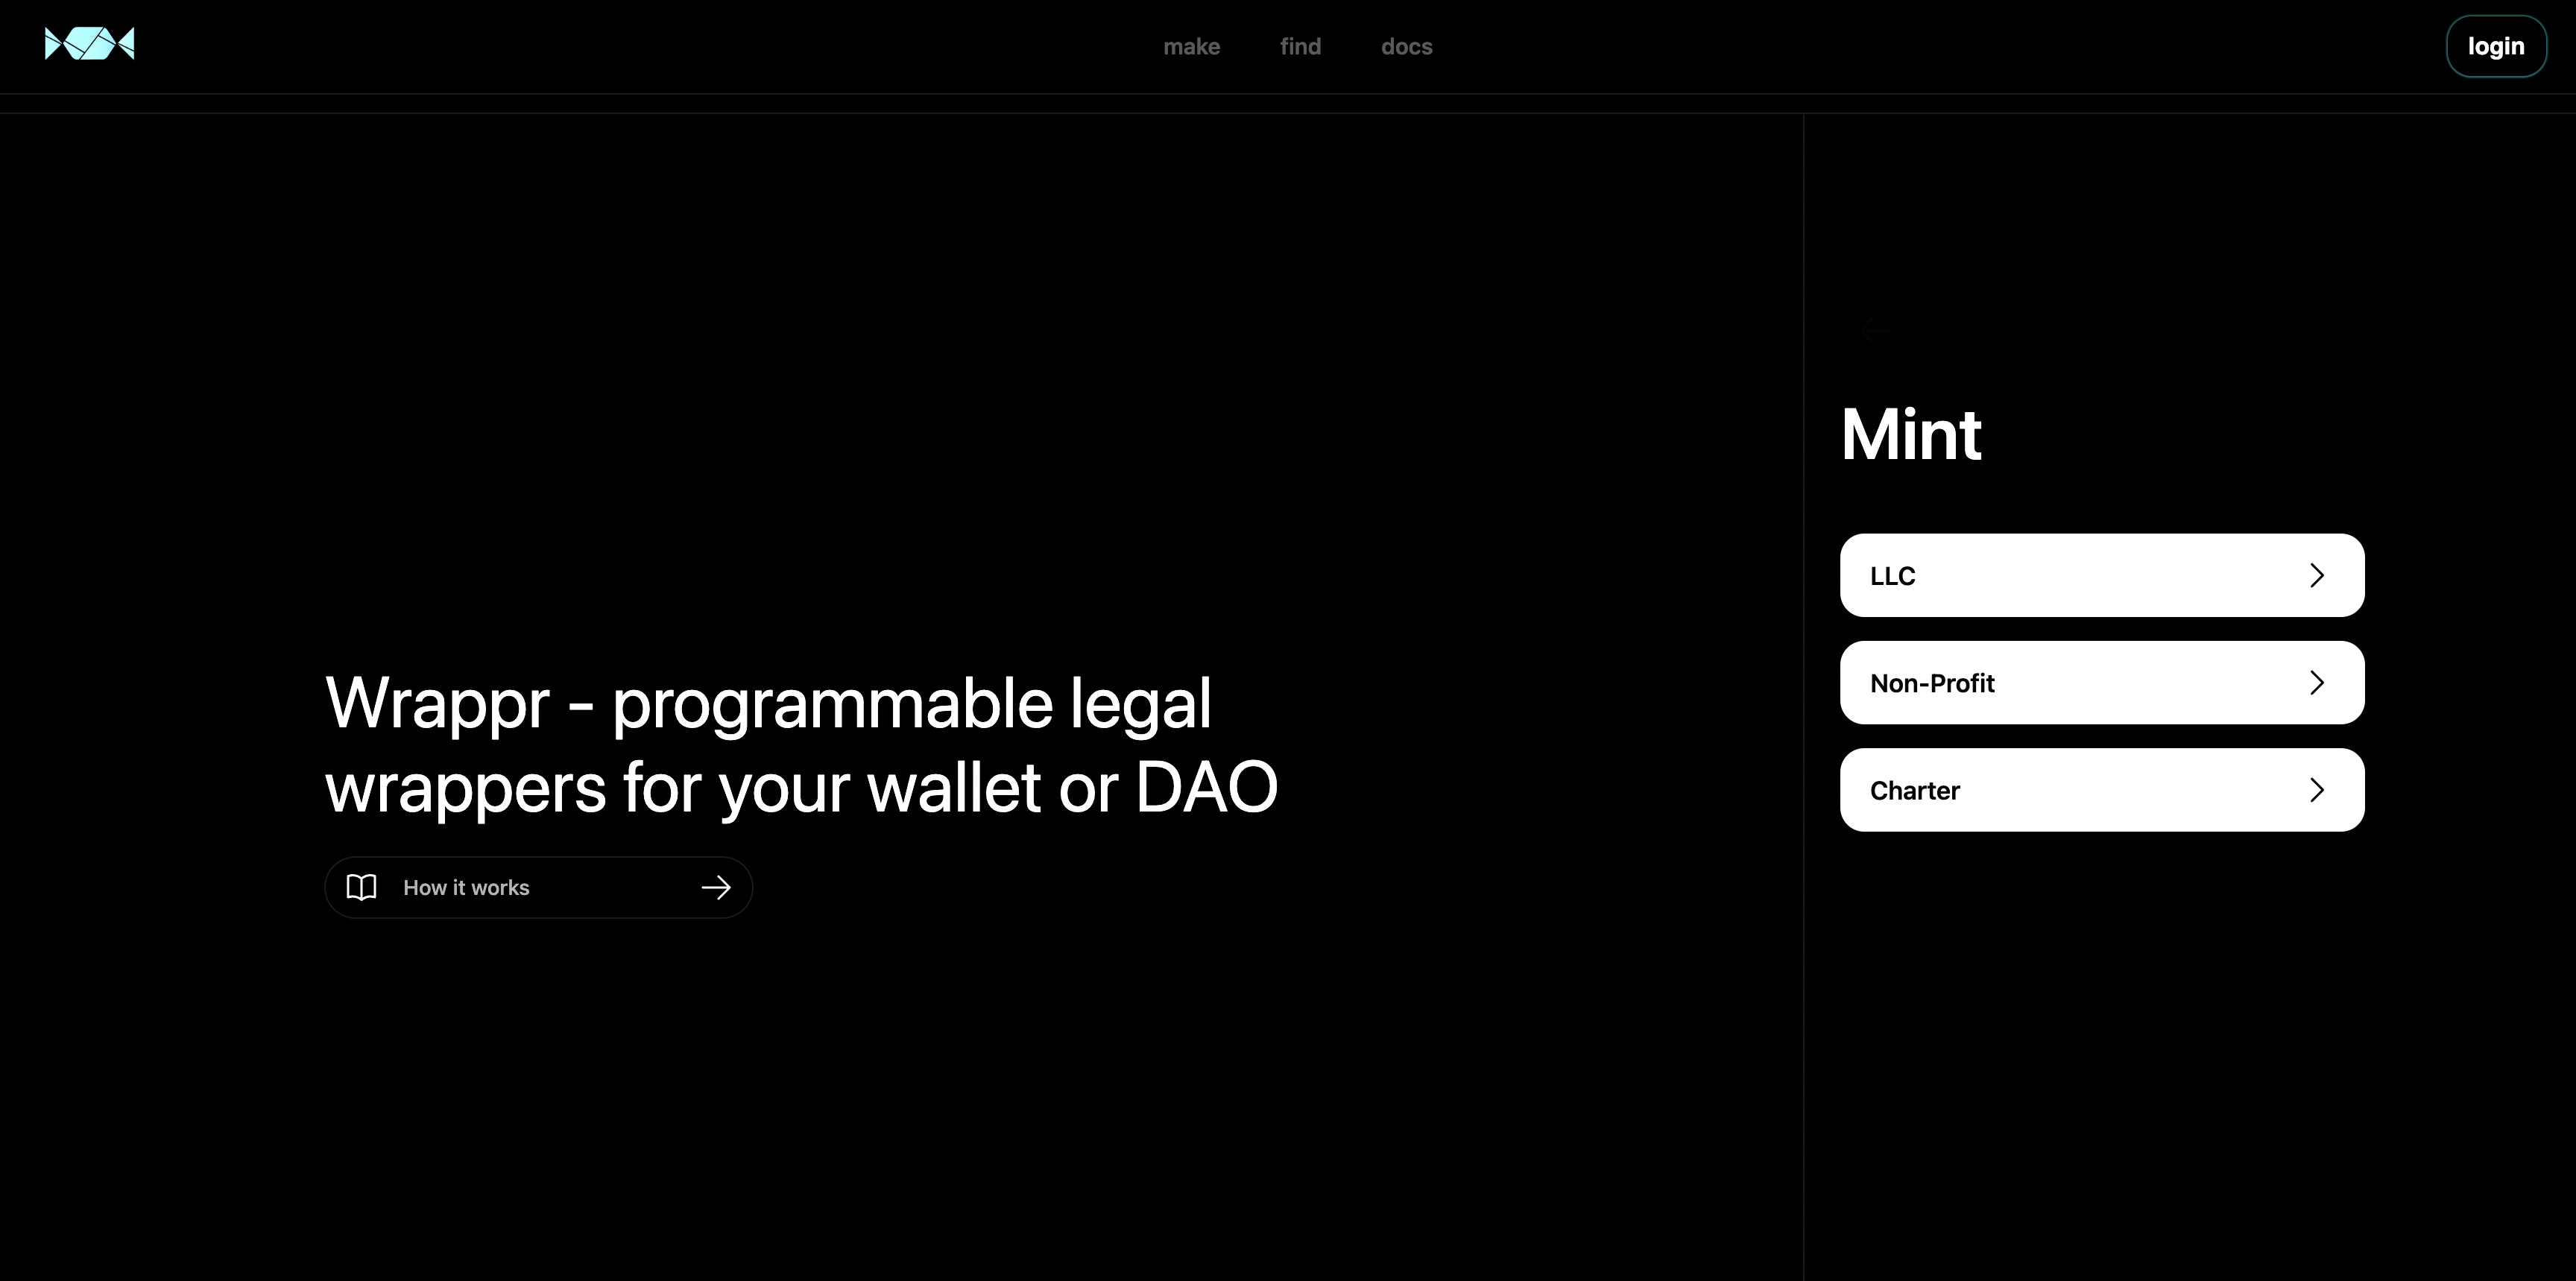 make find docs
login
Wrappr - programmable legal
wrappers for your wallet or DAO
How it works
Mint
LLC
Non-Profit
Charter